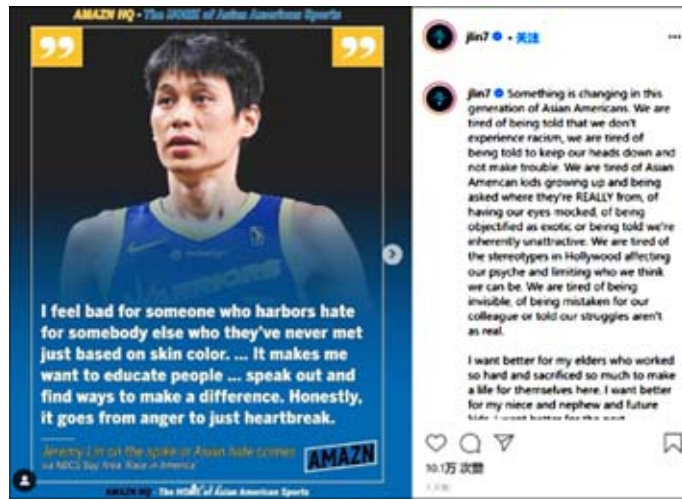 AMAZN HQ - The HOME of Asian American Sports
I feel bad for someone who harbors hate
for somebody else who they've never met
just based on skin color. ... It makes me
want to educate people ... speak out and
find ways to make a difference. Honestly,
it goes from anger to just heartbreak.
Jeremy Lin on the spike in Asian hate crimes
via NBCS Bay Area: Race in America
AMAZN
AMAZN HQ - The HOME of Asian American Sports
jlin7 • 关注
jlin7 Something is changing in this
generation of Asian Americans. We are
tired of being told that we don't
experience racism, we are tired of
being told to keep our heads down and
not make trouble. We are tired of Asian
American kids growing up and being
asked where they're REALLY from, of
having our eyes mocked, of being
objectified as exotic or being told we're
inherently unattractive. We are tired of
the stereotypes in Hollywood affecting
our psyche and limiting who we think
we can be. We are tired of being
invisible, of being mistaken for our
colleague or told our struggles aren't
as real.
I want better for my elders who worked
so hard and sacrificed so much to make
a life for themselves here. I want better
for my niece and nephew and future
10.1万 次赞